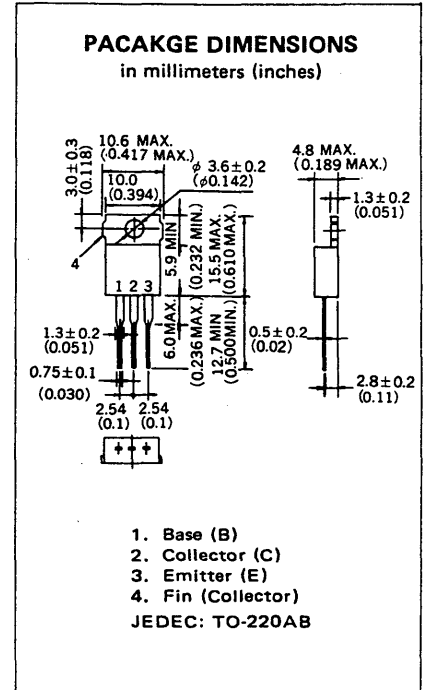 PACAKGE DIMENSIONS
in millimeters (inches)
10.6 MAX.
(0.417 MAX.)
10.0
(0.394)
3.0±0.3
(0.118)
φ 3.6±0.2
(φ0.142)
4
5.9 MIN
(0.232 MIN.)
15.5 MAX.
(0.610 MAX.)
1 2 3
6.0 MAX.
(0.236 MAX.)
12.7 MIN
(0.500MIN.)
1.3±0.2
(0.051)
0.75±0.1
(0.030)
2.54
(0.1)
2.54
(0.1)
4.8 MAX.
(0.189 MAX.)
1.3±0.2
(0.051)
0.5±0.2
(0.02)
2.8±0.2
(0.11)
1. Base (B)
2. Collector (C)
3. Emitter (E)
4. Fin (Collector)
JEDEC: TO-220AB